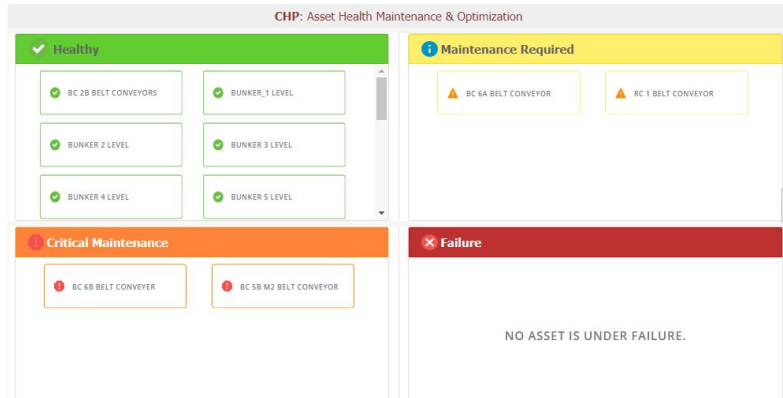 CHP: Asset Health Maintenance & Optimization
Healthy
BC 2B BELT CONVEYORS
BUNKER_1 LEVEL
BUNKER 2 LEVEL
BUNKER 3 LEVEL
BUNKER 4 LEVEL
BUNKER 5 LEVEL
Maintenance Required
BC 6A BELT CONVEYOR
RC 1 BELT CONVEYOR
Critical Maintenance
BC 6B BELT CONVEYER
BC 5B M2 BELT CONVEYOR
Failure
NO ASSET IS UNDER FAILURE.